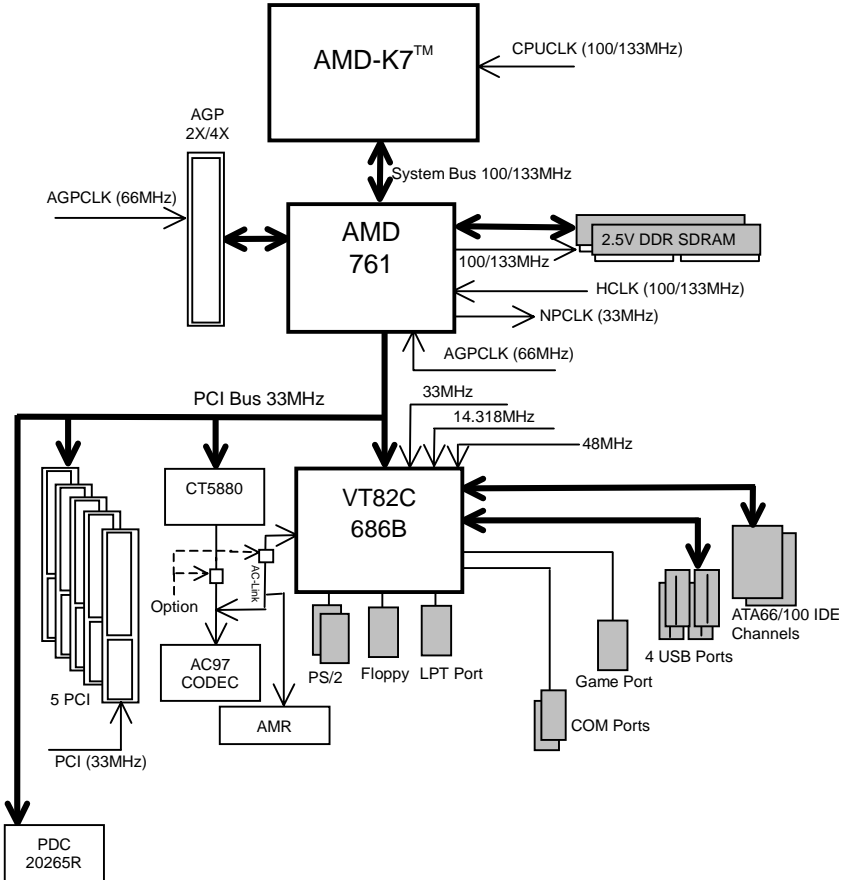 AMD-K7™
CPUCLK (100/133MHz)
AGP
2X/4X
System Bus 100/133MHz
AGPCLK (66MHz)
AMD
761
2.5V DDR SDRAM
100/133MHz
HCLK (100/133MHz)
NPCLK (33MHz)
AGPCLK (66MHz)
PCI Bus 33MHz
33MHz
14.318MHz
48MHz
CT5880
VT82C
686B
AC-Link
Option
ATA66/100 IDE
Channels
4 USB Ports
AC97
CODEC
PS/2
Floppy
LPT Port
Game Port
5 PCI
AMR
COM Ports
PCI (33MHz)
PDC
20265R